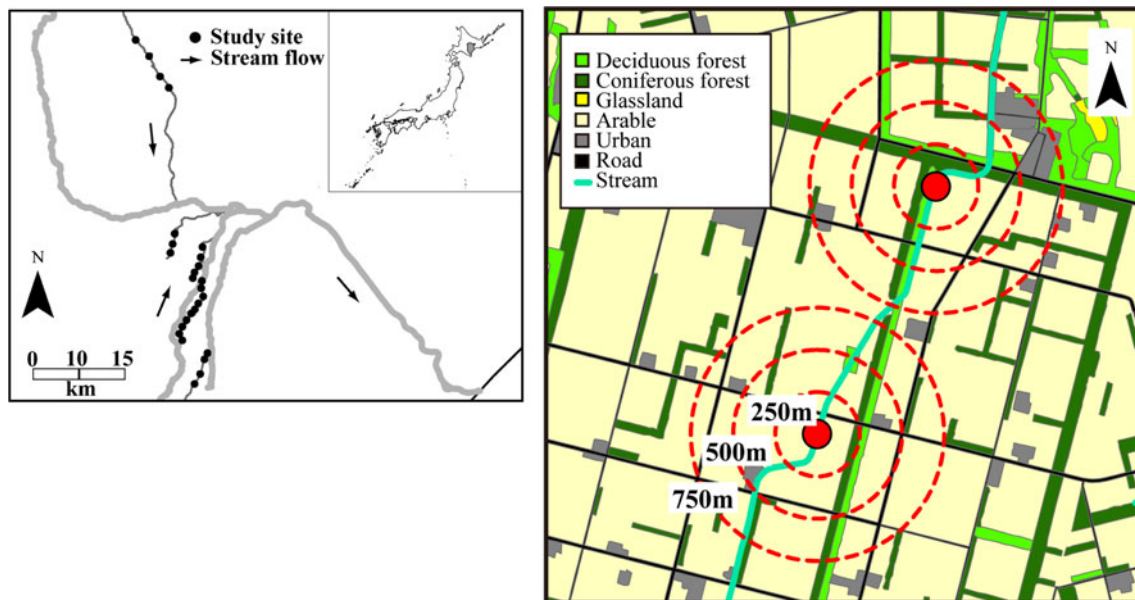 Study site
Stream flow
N
0 10 15
km
Deciduous forest
Coniferous forest
Glassland
Arable
Urban
Road
Stream
N
250m
500m
750m